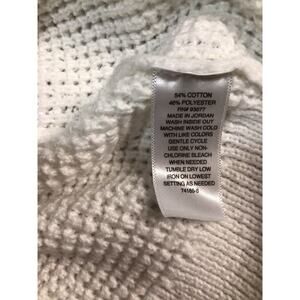 54% COTTON
46% POLYESTER
RN# 93677
MADE IN JORDAN
WASH INSIDE OUT
MACHINE WASH COLD
WITH LIKE COLORS
GENTLE CYCLE
USE ONLY NON-
CHLORINE BLEACH
WHEN NEEDED
TUMBLE DRY LOW
IRON ON LOWEST
SETTING AS NEEDED